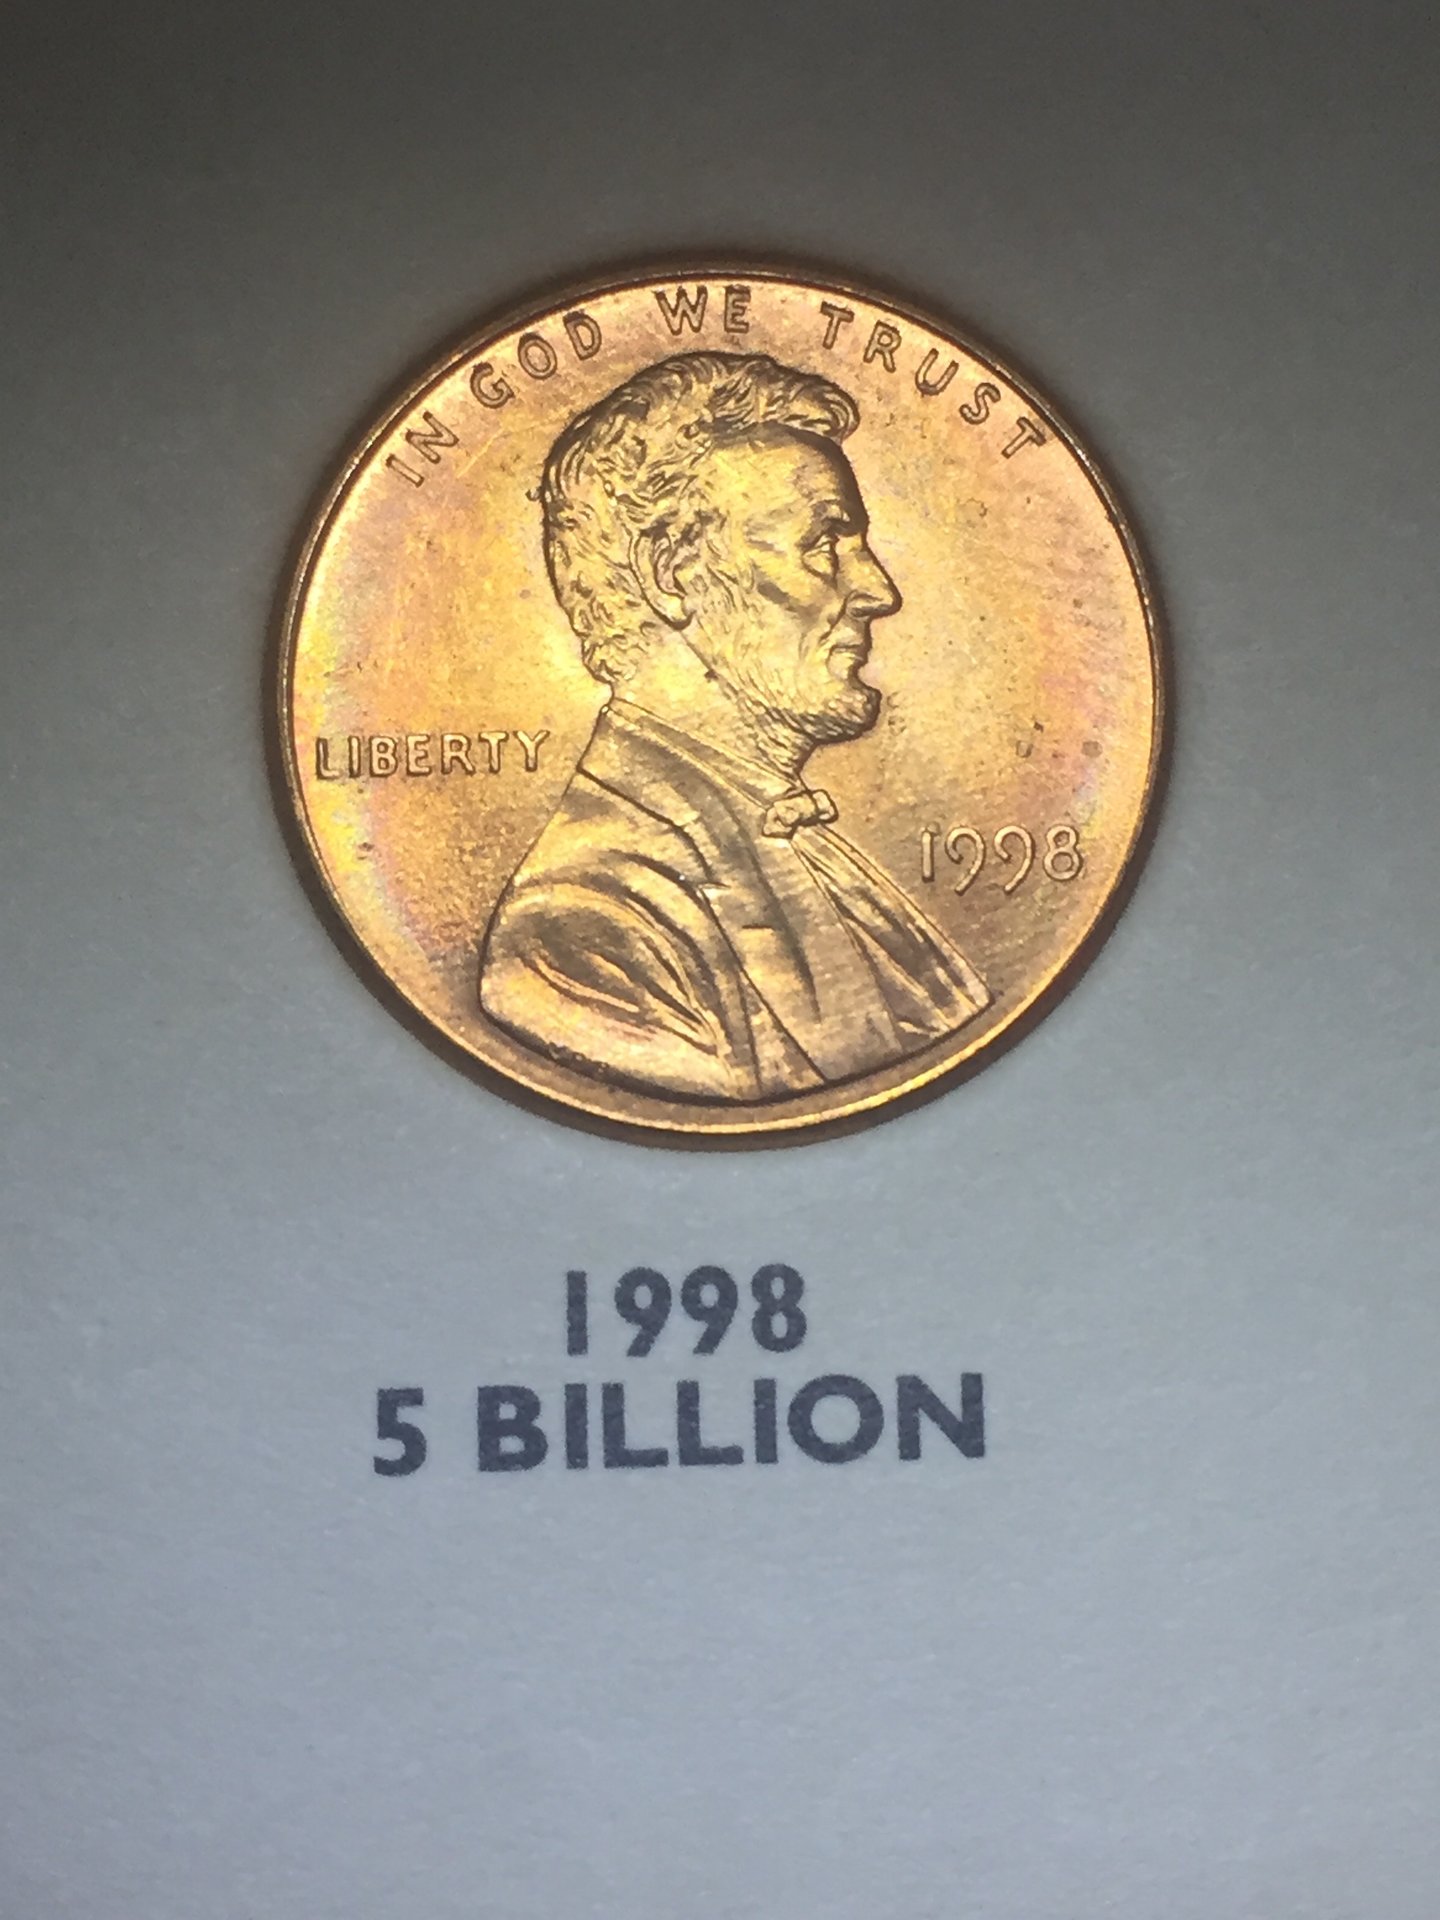 IN GOD WE TRUST
LIBERTY
1998
1998
5 BILLION